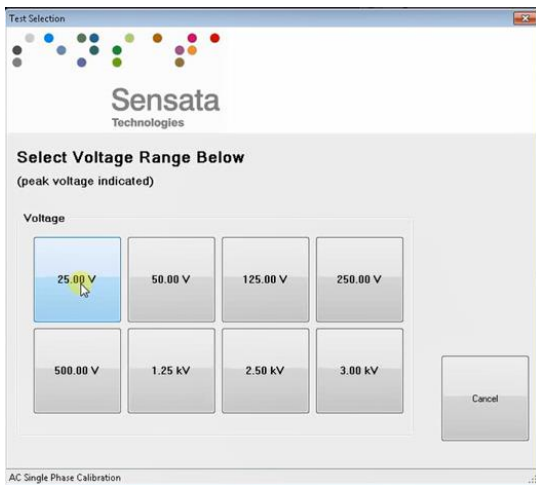 Test Selection
Sensata
Technologies
Select Voltage Range Below
(peak voltage indicated)
Voltage
25.00 V 50.00 V 125.00 V 250.00 V
500.00 V 1.25 kV 2.50 kV 3.00 kV
Cancel
AC Single Phase Calibration